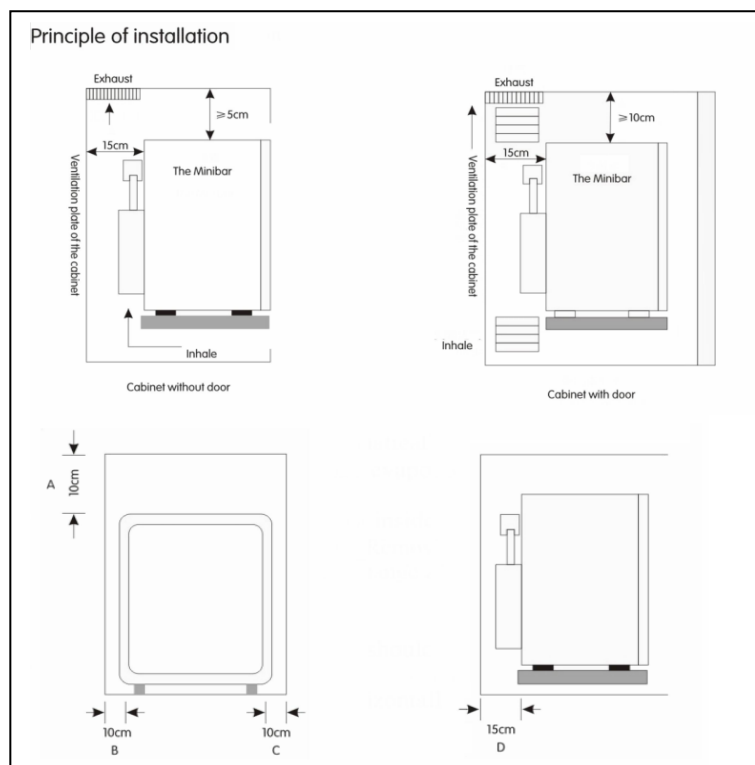 Principle of installation
Exhaust
≥5cm
15cm
The Minibar
Ventilation plate of the cabinet
Inhale
Cabinet without door
Exhaust
≥10cm
15cm
The Minibar
Ventilation plate of the cabinet
Inhale
Cabinet with door
A
10cm
10cm
10cm
B
C
15cm
D